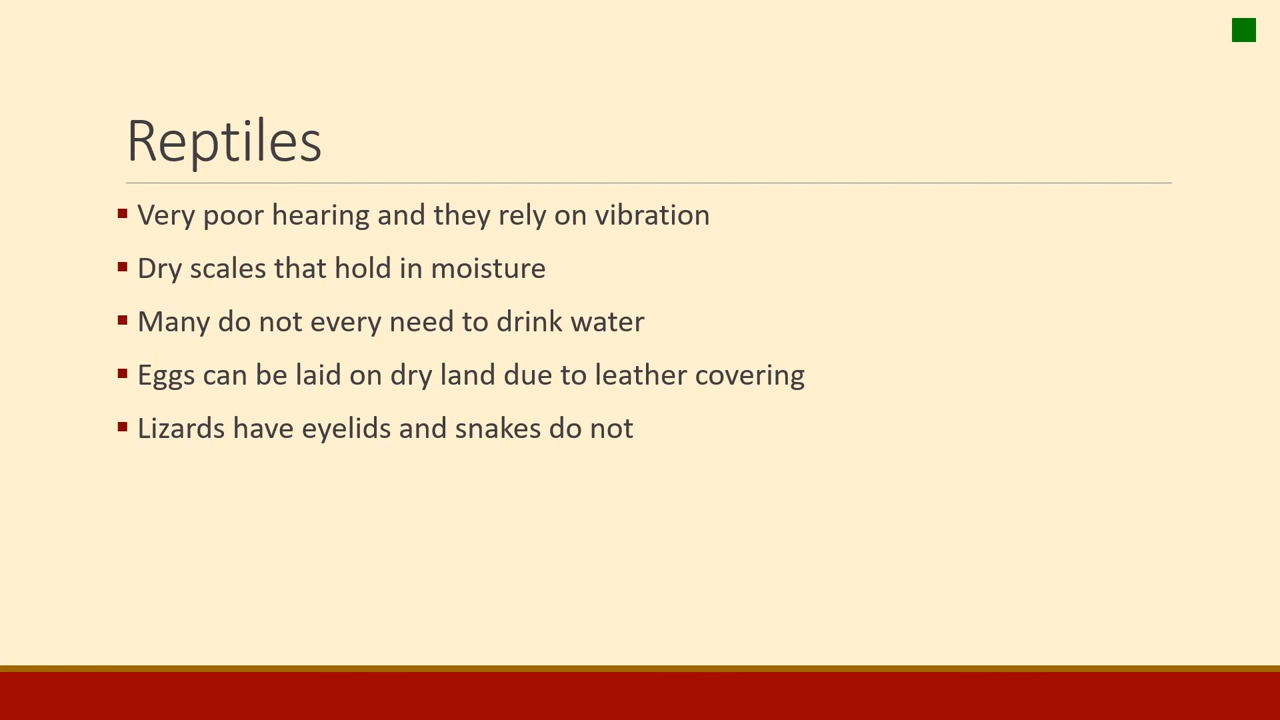 Reptiles
Very poor hearing and they rely on vibration
Dry scales that hold in moisture
Many do not every need to drink water
Eggs can be laid on dry land due to leather covering
Lizards have eyelids and snakes do not